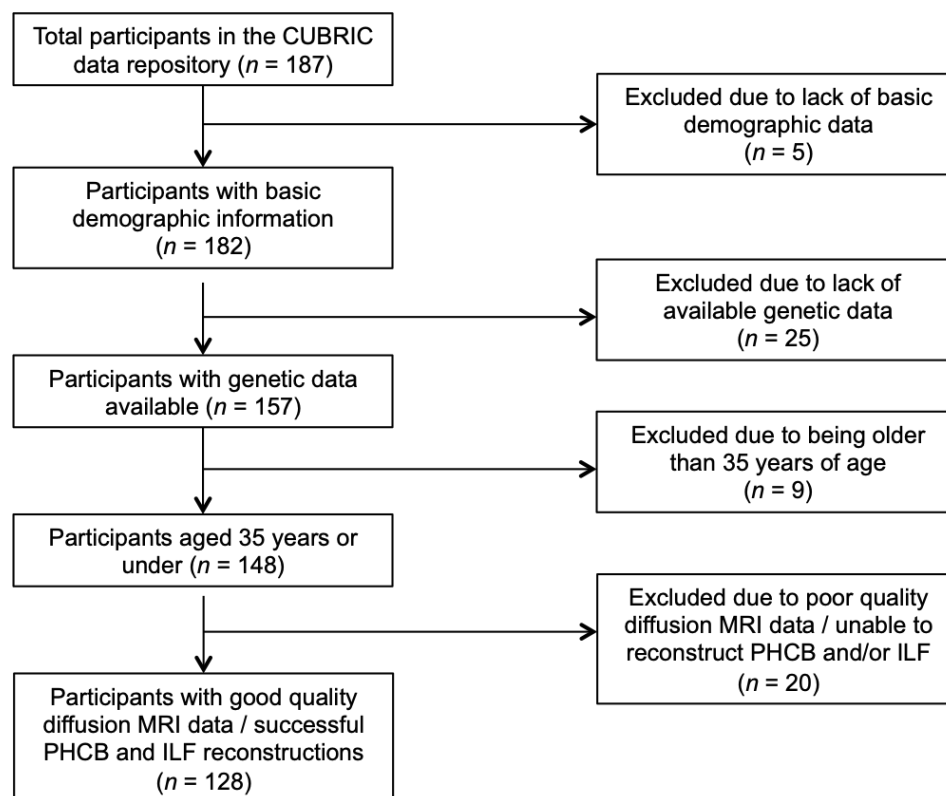 Total participants in the CUBRIC
data repository (n = 187)
Excluded due to lack of basic
demographic data
(n = 5)
Participants with basic
demographic information
(n = 182)
Excluded due to lack of
available genetic data
(n = 25)
Participants with genetic data
available (n = 157)
Excluded due to being older
than 35 years of age
(n = 9)
Participants aged 35 years or
under (n = 148)
Excluded due to poor quality
diffusion MRI data / unable to
reconstruct PHCB and/or ILF
(n = 20)
Participants with good quality
diffusion MRI data / successful
PHCB and ILF reconstructions
(n = 128)